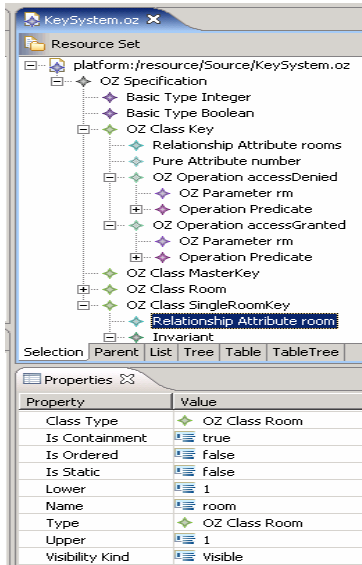 KeySystem.oz
Resource Set
platform:/resource/Source/KeySystem.oz
OZ Specification
Basic Type Integer
Basic Type Boolean
OZ Class Key
Relationship Attribute rooms
Pure Attribute number
OZ Operation accessDenied
OZ Parameter rm
Operation Predicate
OZ Operation accessGranted
OZ Parameter rm
Operation Predicate
OZ Class MasterKey
OZ Class Room
OZ Class SingleRoomKey
Relationship Attribute room
Invariant
Selection Parent List Tree Table TableTree
Properties
Property Value
Class Type OZ Class Room
Is Containment true
Is Ordered false
Is Static false
Lower 1
Name room
Type OZ Class Room
Upper 1
Visibility Kind Visible